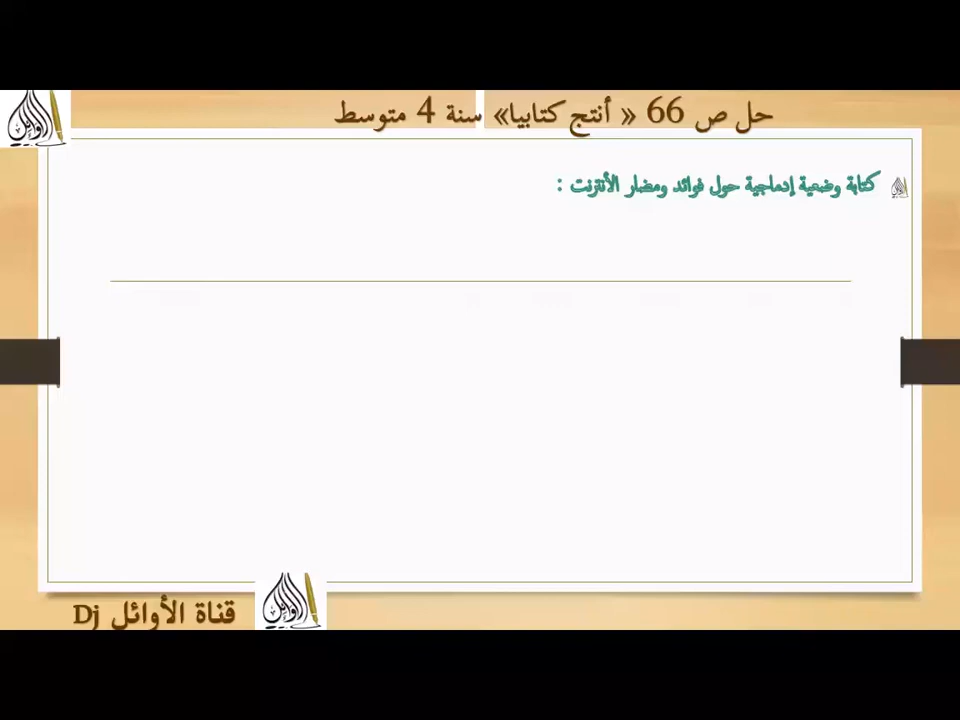 حل ص 66 « أنتج كتابيا» سنة 4 متوسط
كتابة وضعية إدماجية حول فوائد ومضار الأنترنت :
قناة الأوائل Dj